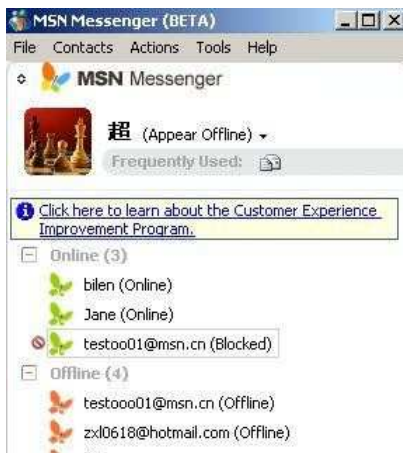 MSN Messenger (BETA)
File Contacts Actions Tools Help
MSN Messenger
超 (Appear Offline)
Frequently Used:
Click here to learn about the Customer Experience
Improvement Program.
Online (3)
bilen (Online)
Jane (Online)
testoo01@msn.cn (Blocked)
Offline (4)
testooo01@msn.cn (Offline)
zxl0618@hotmail.com (Offline)